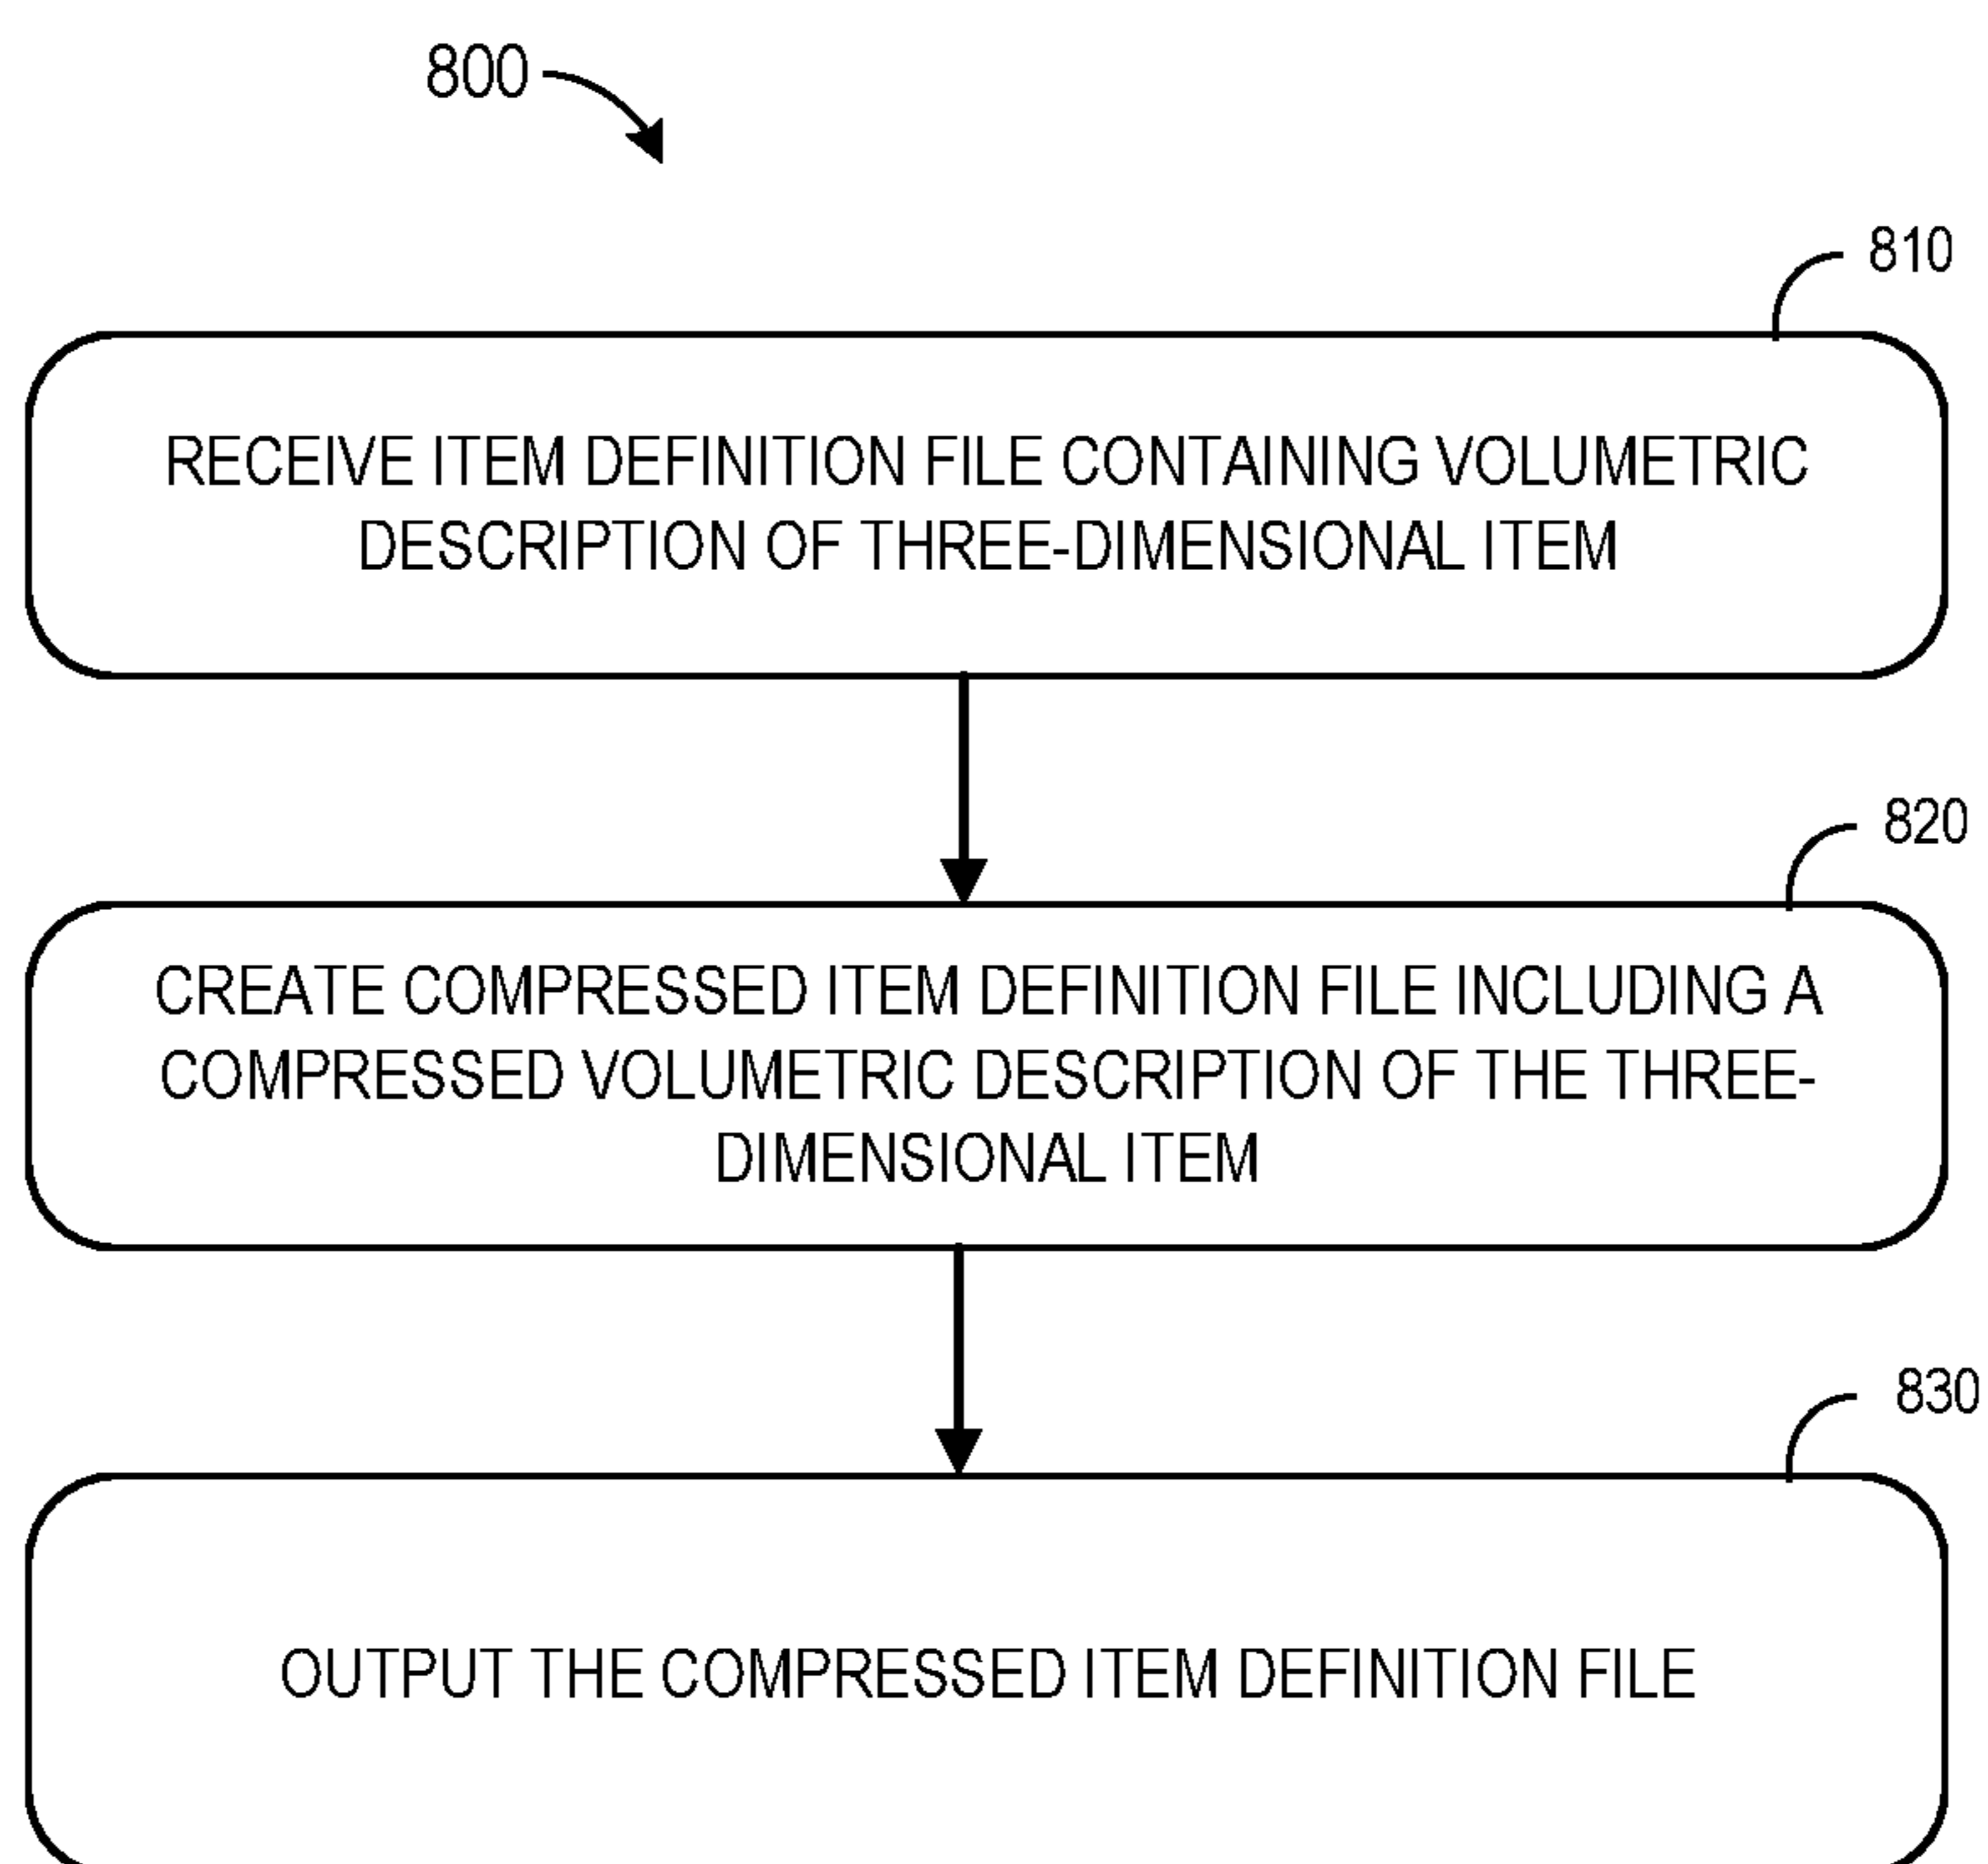 800
810
RECEIVE ITEM DEFINITION FILE CONTAINING VOLUMETRIC
DESCRIPTION OF THREE-DIMENSIONAL ITEM
820
CREATE COMPRESSED ITEM DEFINITION FILE INCLUDING A
COMPRESSED VOLUMETRIC DESCRIPTION OF THE THREE-
DIMENSIONAL ITEM
830
OUTPUT THE COMPRESSED ITEM DEFINITION FILE